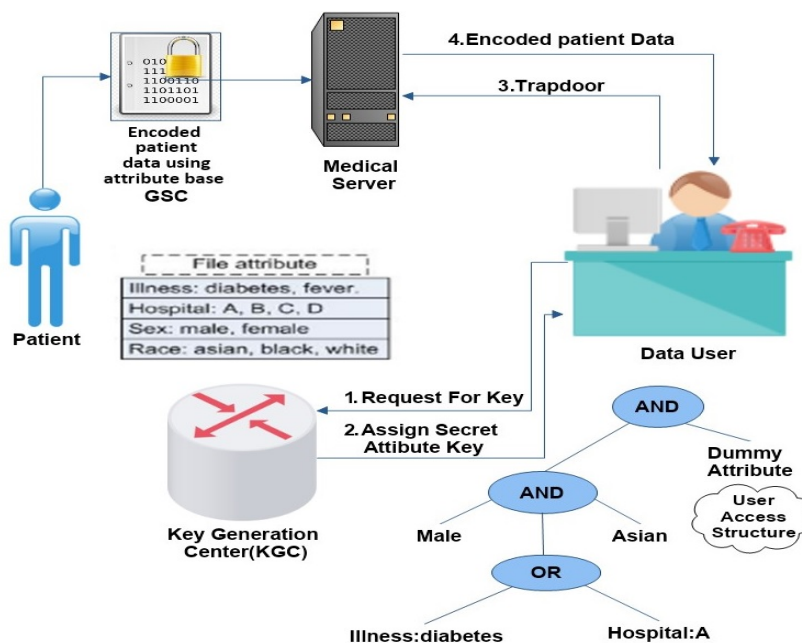 010
111
1100110
1101101
1100001
Encoded
patient
data using
attribute base
GSC
Medical
Server
4.Encoded patient Data
3.Trapdoor
Patient
File attribute
Illness: diabetes, fever.
Hospital: A, B, C, D
Sex: male, female
Race: asian, black, white
Data User
1.Request For Key
2.Assign Secret
Attibute Key
Key Generation
Center(KGC)
AND
Dummy
Attribute
AND
User
Access
Structure
Male
Asian
OR
Illness:diabetes
Hospital:A